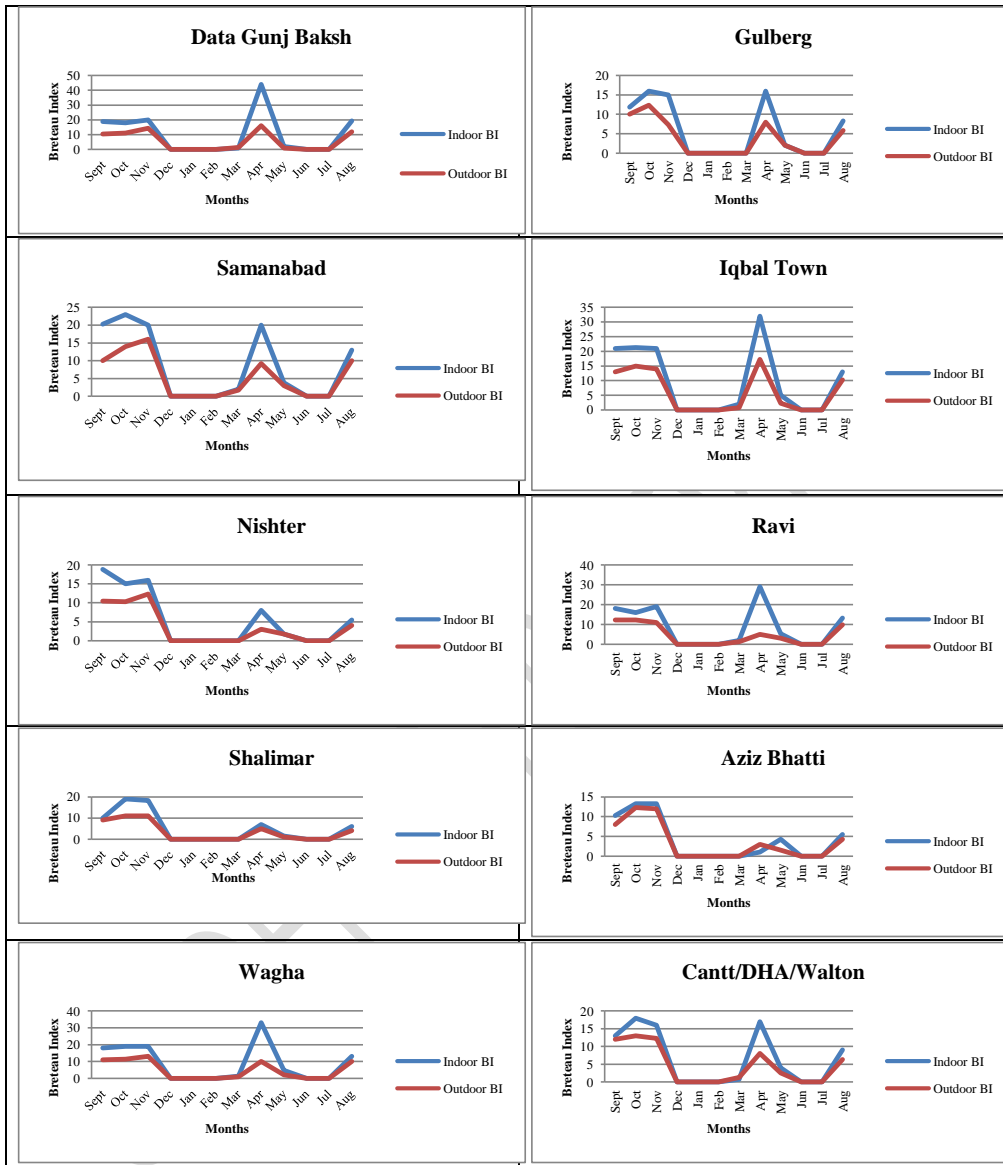 Data Gunj Baksh
Breteau Index
50
40
30
20
10
0
Sept Oct Nov Dec Jan Feb Mar Apr May Jun Jul Aug
Months
Indoor BI
Outdoor BI
Gulberg
Breteau Index
20
15
10
5
0
Sept Oct Nov Dec Jan Feb Mar Apr May Jun Jul Aug
Months
Indoor BI
Outdoor BI
Samanabad
Breteau Index
25
20
15
10
5
0
Sept Oct Nov Dec Jan Feb Mar Apr May Jun Jul Aug
Months
Indoor BI
Outdoor BI
Iqbal Town
Breteau Index
35
30
25
20
15
10
5
0
Sept Oct Nov Dec Jan Feb Mar Apr May Jun Jul Aug
Months
Indoor BI
Outdoor BI
Nishter
Breteau Index
20
15
10
5
0
Sept Oct Nov Dec Jan Feb Mar Apr May Jun Jul Aug
Months
Indoor BI
Outdoor BI
Ravi
Breteau Index
40
30
20
10
0
Sept Oct Nov Dec Jan Feb Mar Apr May Jun Jul Aug
Months
Indoor BI
Outdoor BI
Shalimar
Breteau Index
20
10
0
Sept Oct Nov Dec Jan Feb Mar Apr May Jun Jul Aug
Months
Indoor BI
Outdoor BI
Aziz Bhatti
Breteau Index
15
10
5
0
Sept Oct Nov Dec Jan Feb Mar Apr May Jun Jul Aug
Months
Indoor BI
Outdoor BI
Wagha
Breteau Index
40
30
20
10
0
Sept Oct Nov Dec Jan Feb Mar Apr May Jun Jul Aug
Months
Indoor BI
Outdoor BI
Cantt/DHA/Walton
Breteau Index
20
15
10
5
0
Sept Oct Nov Dec Jan Feb Mar Apr May Jun Jul Aug
Months
Indoor BI
Outdoor BI